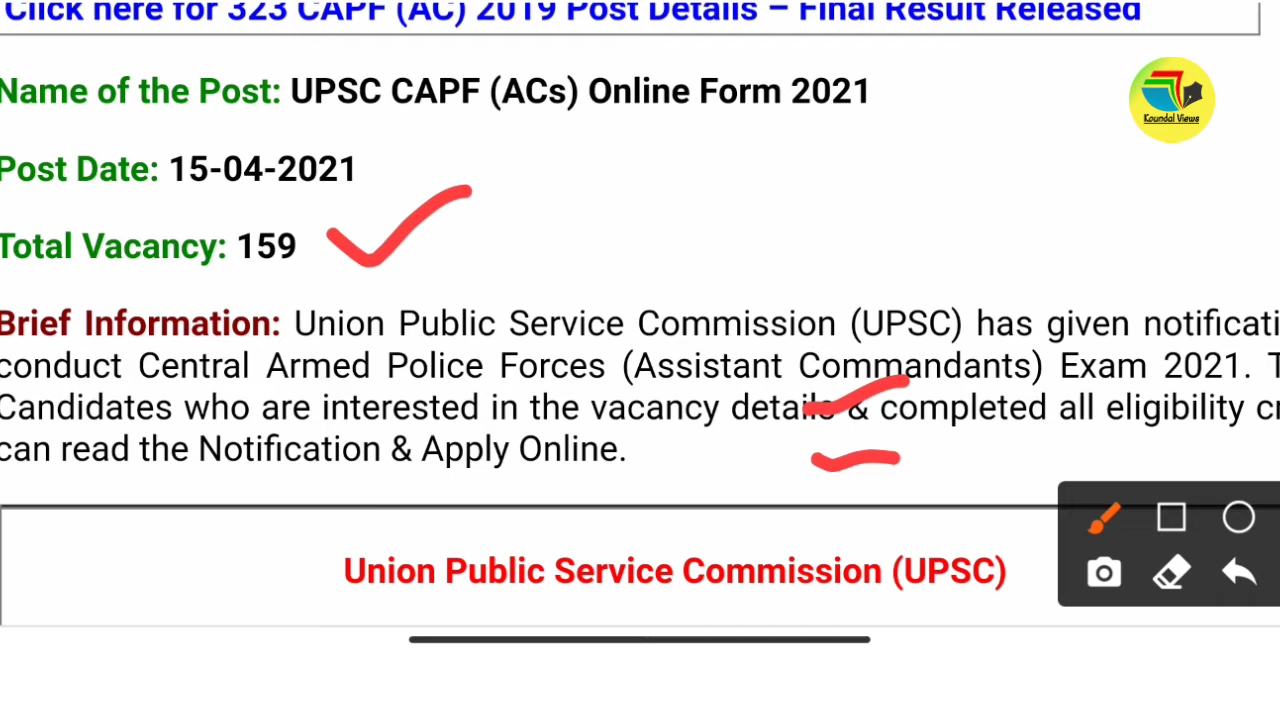 Click here for 323 CAPF (AC) 2019 Post Details – Final Result Released
Name of the Post: UPSC CAPF (ACs) Online Form 2021
Koundal Views
Post Date: 15-04-2021
Total Vacancy: 159
Brief Information: Union Public Service Commission (UPSC) has given
conduct Central Armed Police Forces (Assistant Commandants) Exam 2021.
Candidates who are interested in the vacancy details & completed all eligibility
can read the Notification & Apply Online.
Union Public Service Commission (UPSC)